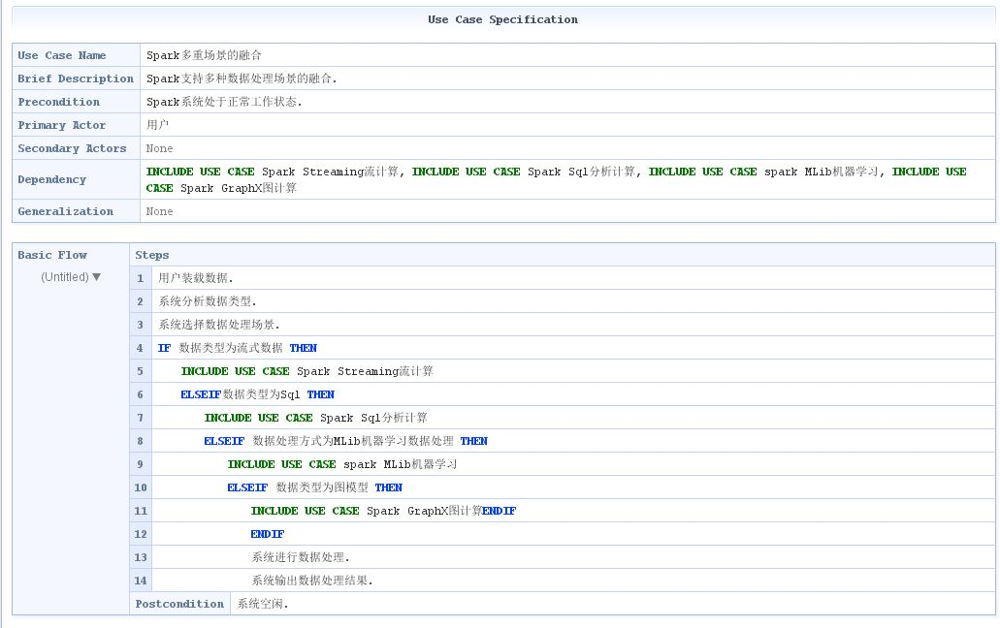 Use Case Specification
Use Case Name Spark多重场景的融合
Brief Description Spark支持多种数据处理场景的融合.
Precondition Spark系统处于正常工作状态.
Primary Actor 用户
Secondary Actors None
Dependency INCLUDE USE CASE Spark Streaming流计算, INCLUDE USE CASE Spark Sql分析计算, INCLUDE USE CASE spark MLib机器学习, INCLUDE USE
CASE Spark GraphX图计算
Generalization None
Basic Flow Steps
(Untitled) ▼
1 用户装载数据.
2 系统分析数据类型.
3 系统选择数据处理场景.
4 IF 数据类型为流式数据 THEN
5 INCLUDE USE CASE Spark Streaming流计算
6 ELSEIF数据类型为Sql THEN
7 INCLUDE USE CASE Spark Sql分析计算
8 ELSEIF 数据处理方式为MLib机器学习数据处理 THEN
9 INCLUDE USE CASE spark MLib机器学习
10 ELSEIF 数据类型为图模型 THEN
11 INCLUDE USE CASE Spark GraphX图计算ENDIF
12 ENDIF
13 系统进行数据处理.
14 系统输出数据处理结果.
Postcondition 系统空闲.